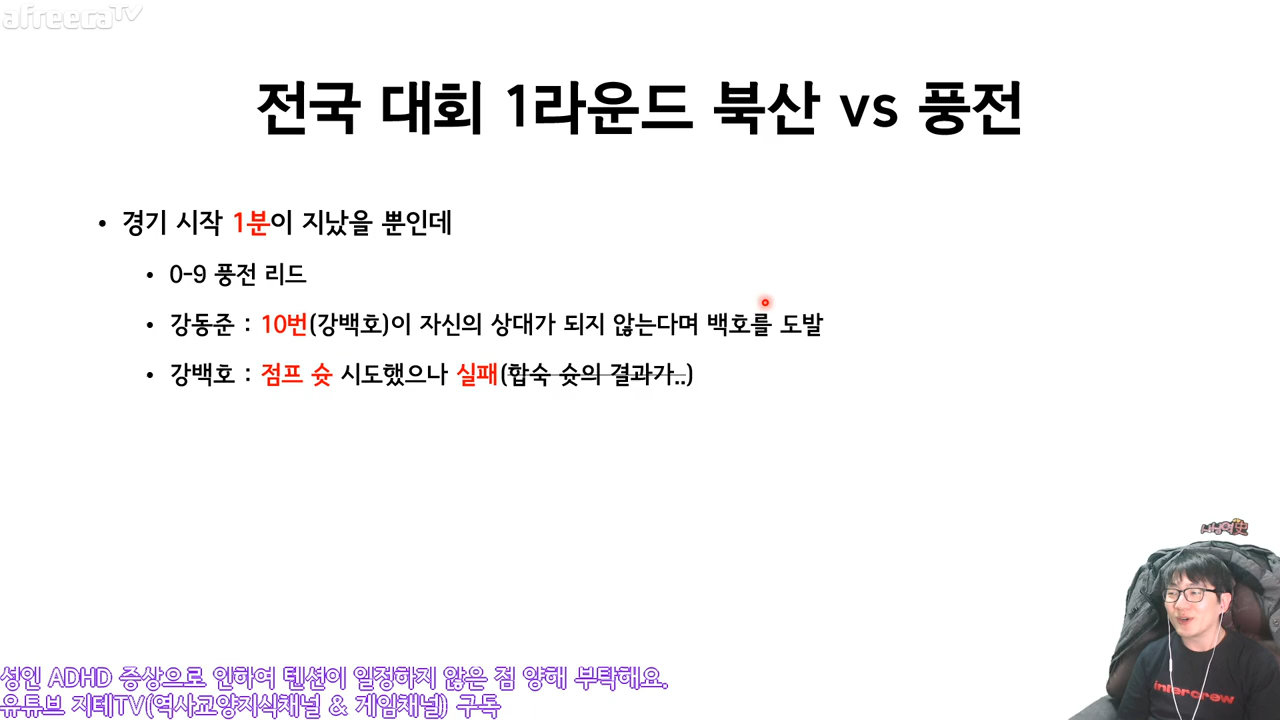 afreecaTV
전국 대회 1라운드 북산 vs 풍전
• 경기 시작 1분이 지났을 뿐인데
• 0-9 풍전 리드
• 강동준 : 10번(강백호)이 자신의 상대가 되지 않는다며 백호를 도발
• 강백호 : 점프 슛 시도했으나 실패(합숙 슛의 결과가..)
intercrew
성인 ADHD 증상으로 인하여 텐션이 일정하지 않은 점 양해 부탁해요.
유튜브 지테TV(역사교양지식채널 & 게임채널) 구독